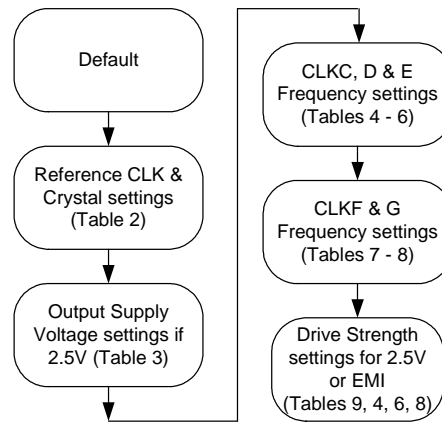 Default
Reference CLK &
Crystal settings
(Table 2)
Output Supply
Voltage settings if
2.5V (Table 3)
CLKC, D & E
Frequency settings
(Tables 4 - 6)
CLKF & G
Frequency settings
(Tables 7 - 8)
Drive Strength
settings for 2.5V
or EMI
(Tables 9, 4, 6, 8)